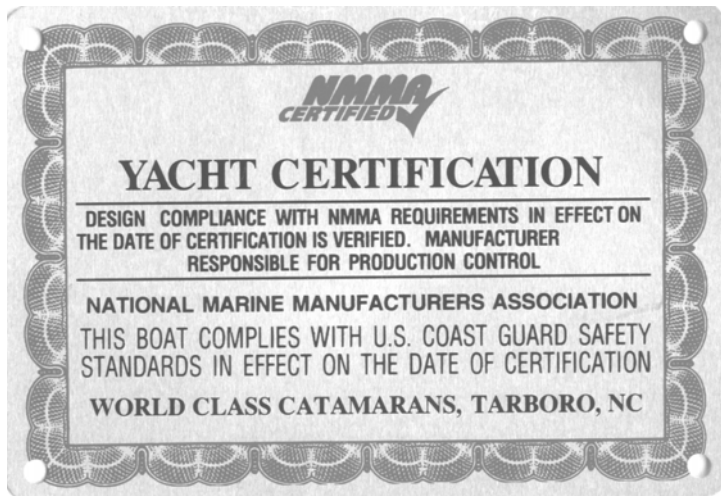 NMMA
CERTIFIED
YACHT CERTIFICATION
DESIGN COMPLIANCE WITH NMMA REQUIREMENTS IN EFFECT ON
THE DATE OF CERTIFICATION IS VERIFIED. MANUFACTURER
RESPONSIBLE FOR PRODUCTION CONTROL
NATIONAL MARINE MANUFACTURERS ASSOCIATION
THIS BOAT COMPLIES WITH U.S. COAST GUARD SAFETY
STANDARDS IN EFFECT ON THE DATE OF CERTIFICATION
WORLD CLASS CATAMARANS, TARBORO, NC